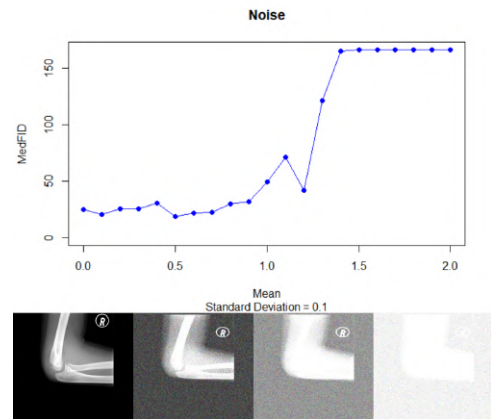 Noise
MedFID
150
100
50
0
0.0 0.5 1.0 1.5 2.0
Mean
Standard Deviation = 0.1
R R R